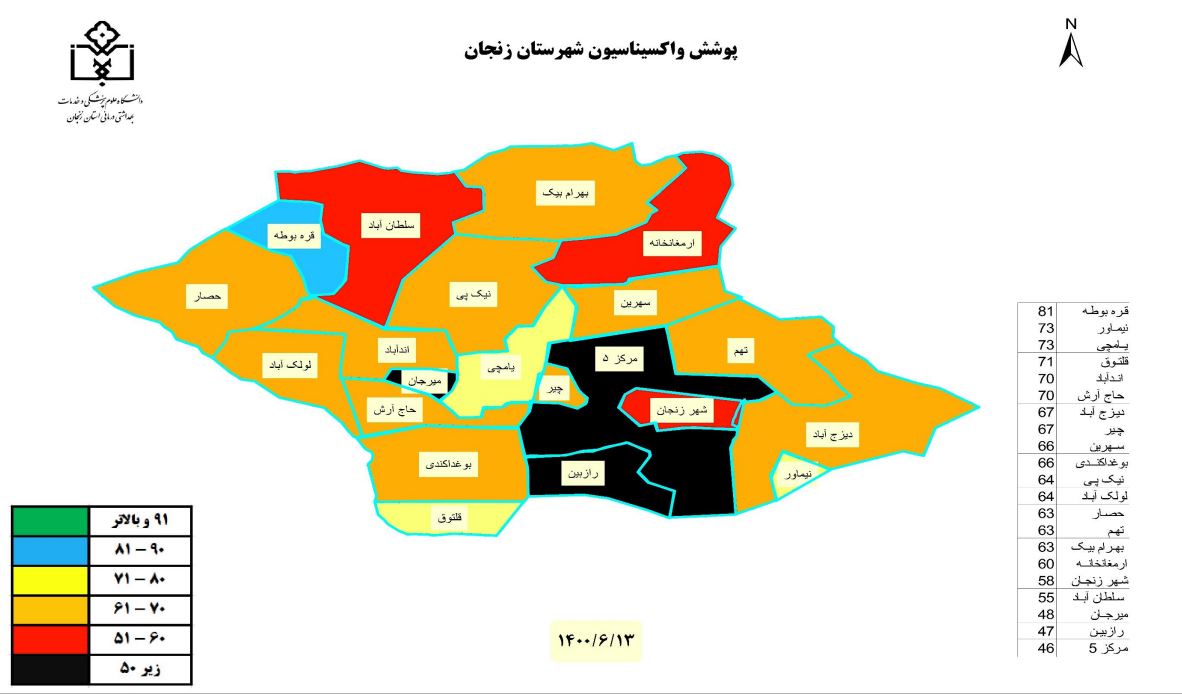 پوشش واکسیناسیون شهرستان زنجان
N
دانشگاه علوم پزشکی و خدمات
بهداشتی درمانی استان زنجان
بهرام بیک
سلطان آباد
قره بوطه
ارمغانخانه
حصار
نیک پی
سهرین
اندآباد
تهم
مرکز ۵
لولک آباد
یامچی
میرجان
چیر
حاج آرش
شهر زنجان
دیزج آباد
بوغداکندی
رازبین
نیماور
قلتوق
قره بوطه 81
نیماور 73
یامچی 73
قلتوق 71
اندآباد 70
حاج آرش 70
دیزج آباد 67
چیر 67
سهرین 66
بوغداکندی 66
نیک پی 64
لولک آباد 64
حصار 63
تهم 63
بهرام بیک 63
ارمغانخانه 60
شهر زنجان 58
سلطان آباد 55
میرجان 48
رازبین 47
مرکز 5 46
۹۱ و بالاتر
۸۱ – ۹۰
۷۱ – ۸۰
۶۱ – ۷۰
۵۱ – ۶۰
زیر ۵۰
۱۴۰۰/۶/۱۳